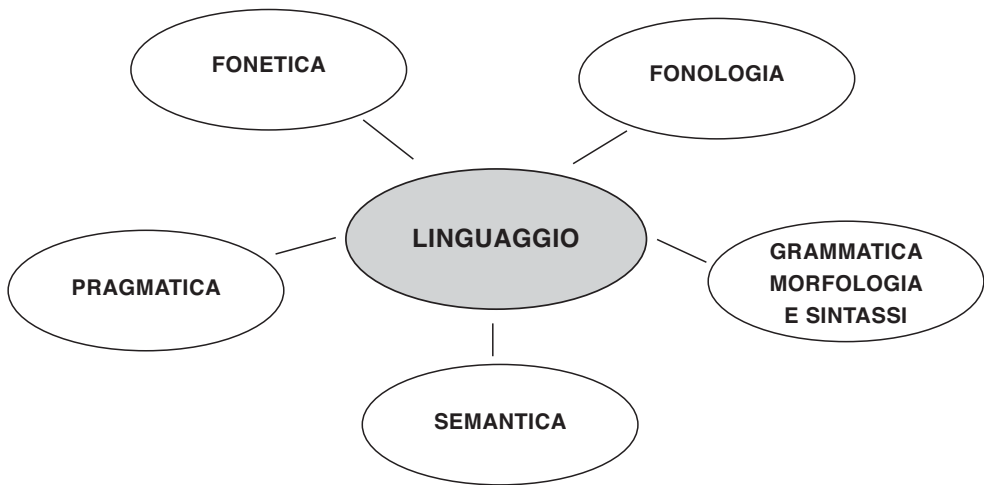 FONETICA
FONOLOGIA
LINGUAGGIO
PRAGMATICA
GRAMMATICA
MORFOLOGIA
E SINTASSI
SEMANTICA